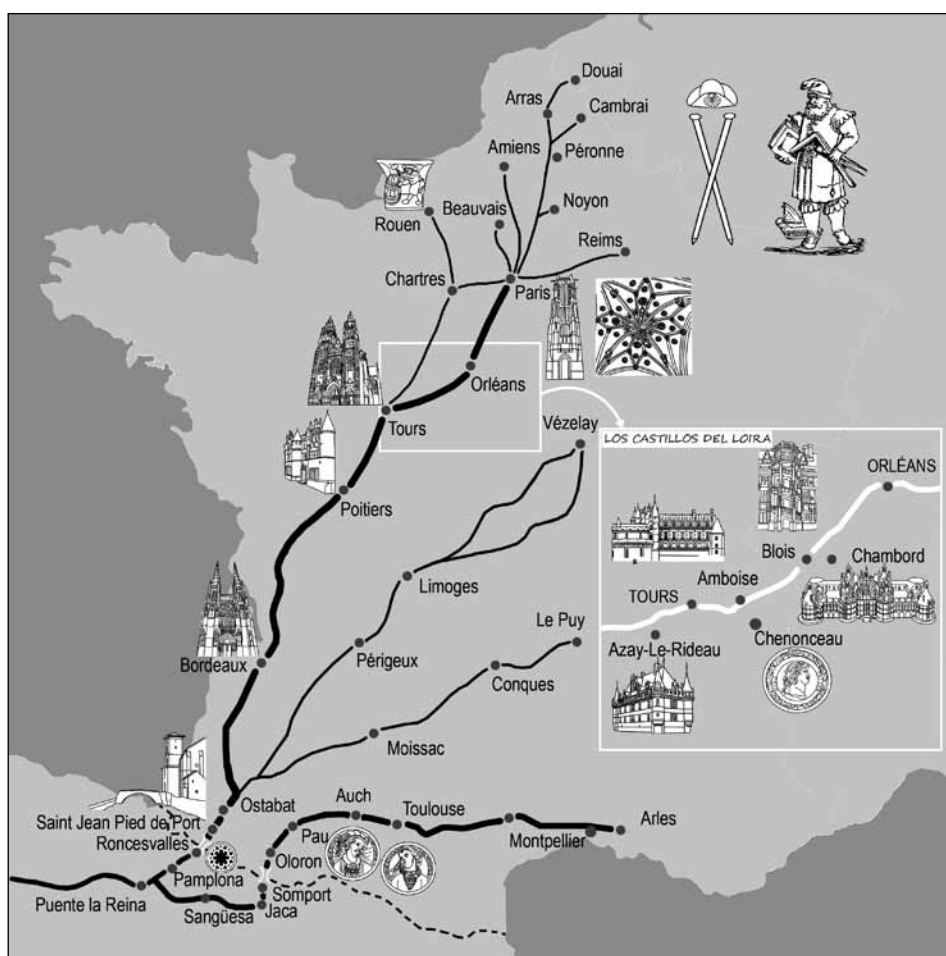 Douai
Arras
Cambrai
Amiens
Péronne
Beauvais
Noyon
Rouen
Reims
Chartres
Paris
Orléans
Tours
Vézelay
LOS CASTILLOS DEL LOIRA
ORLÉANS
Poitiers
Blois
Chambord
Limoges
Amboise
TOURS
Le Puy
Chenonceau
Azay-Le-Rideau
Périgeux
Bordeaux
Conques
Moissac
Ostabat
Auch
Toulouse
Saint Jean Pied de Port
Arles
Pau
Montpellier
Roncesvalles
Oloron
Pamplona
Somport
Puente la Reina
Sangüesa
Jaca